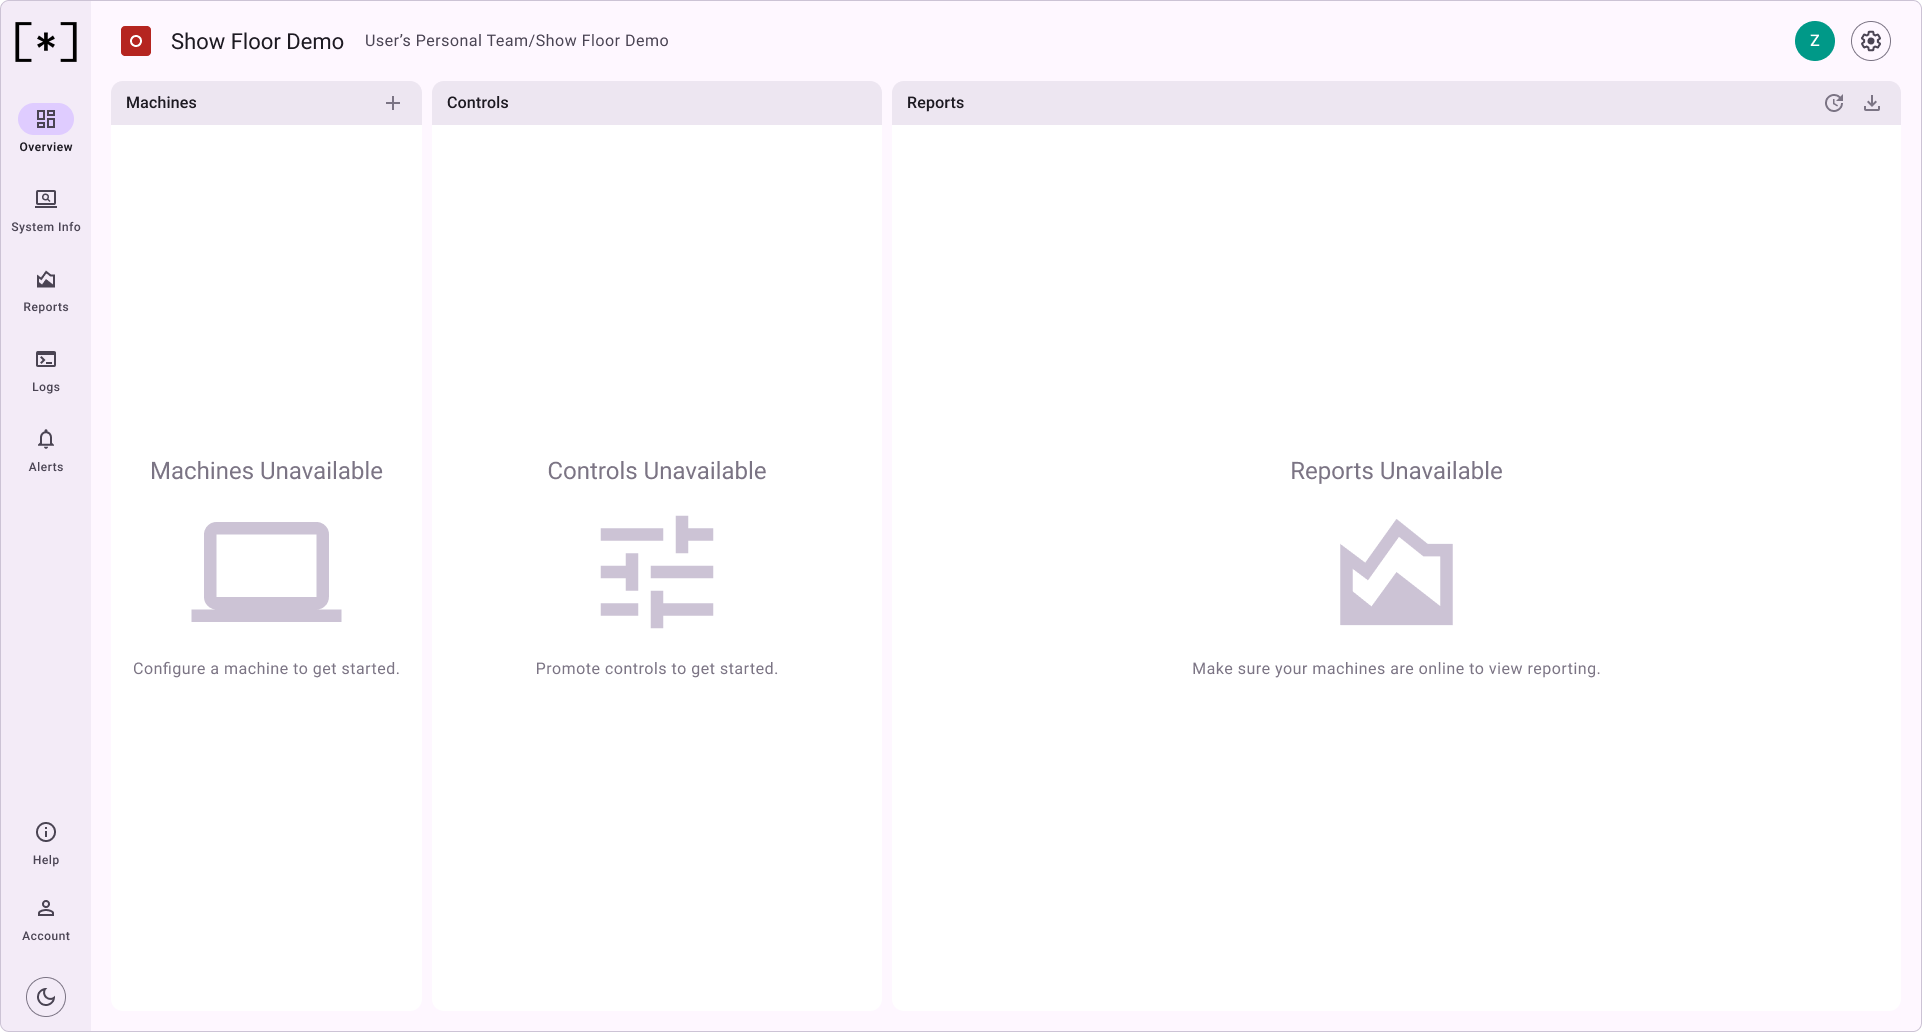 [*]
Show Floor Demo
User’s Personal Team/Show Floor Demo
Z
Overview
System Info
Reports
Logs
Alerts
Help
Account
Machines
Machines Unavailable
Configure a machine to get started.
Controls
Controls Unavailable
Promote controls to get started.
Reports
Reports Unavailable
Make sure your machines are online to view reporting.